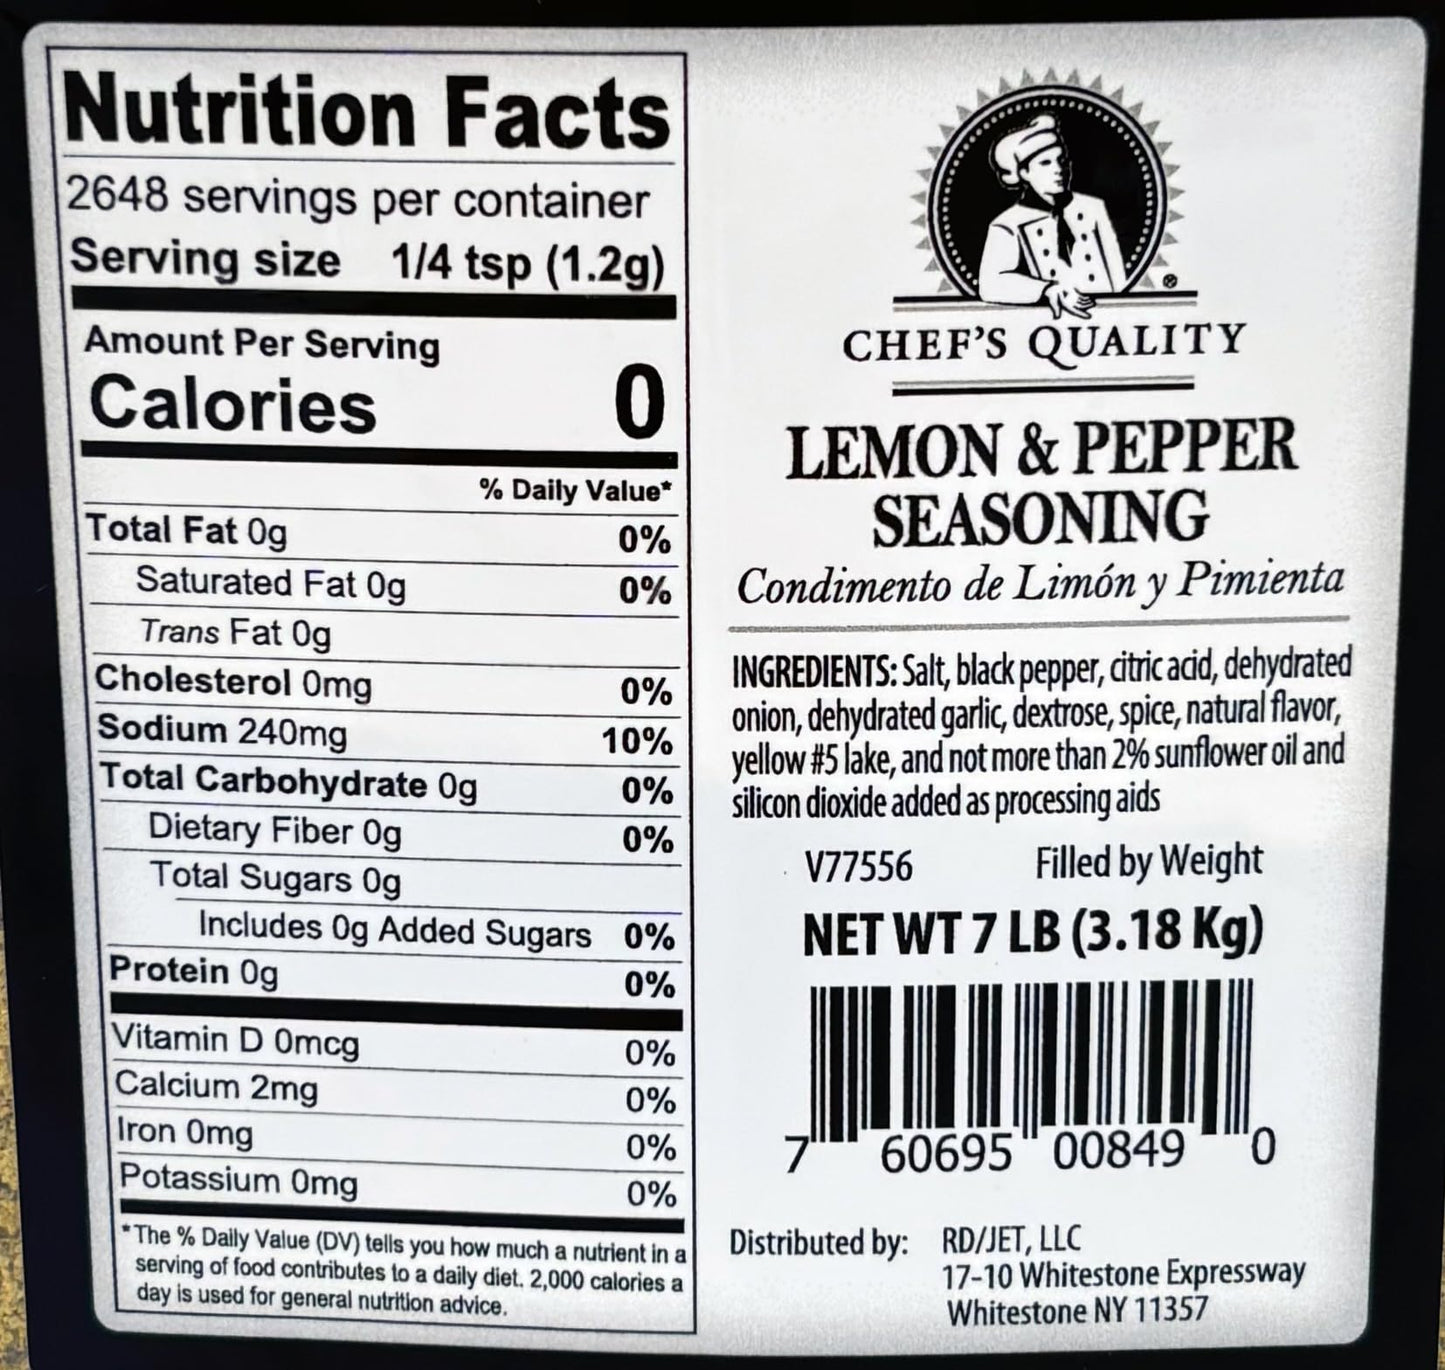 Nutrition Facts
2648 servings per container
Serving size 1/4 tsp (1.2g)
Amount Per Serving
Calories 0
% Daily Value*
Total Fat 0g 0%
Saturated Fat 0g 0%
Trans Fat 0g
Cholesterol 0mg 0%
Sodium 240mg 10%
Total Carbohydrate 0g 0%
Dietary Fiber 0g 0%
Total Sugars 0g
Includes 0g Added Sugars 0%
Protein 0g 0%
Vitamin D 0mcg 0%
Calcium 2mg 0%
Iron 0mg 0%
Potassium 0mg 0%
*The % Daily Value (DV) tells you how much a nutrient in a
serving of food contributes to a daily diet. 2,000 calories a
day is used for general nutrition advice.
®
CHEF'S QUALITY
LEMON & PEPPER
SEASONING
Condimento de Limón y Pimienta
INGREDIENTS: Salt, black pepper, citric acid, dehydrated
onion, dehydrated garlic, dextrose, spice, natural flavor,
yellow #5 lake, and not more than 2% sunflower oil and
silicon dioxide added as processing aids
V77556 Filled by Weight
NET WT 7 LB (3.18 Kg)
7 60695 00849 0
Distributed by: RD/JET, LLC
17-10 Whitestone Expressway
Whitestone NY 11357